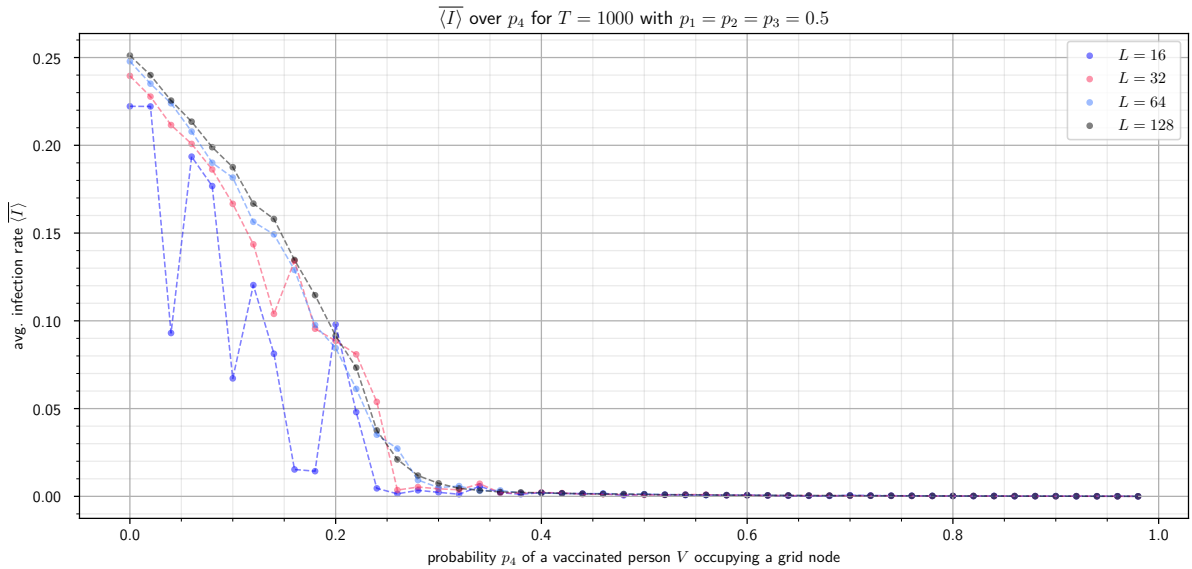 ⟨I⟩ over p₄ for T = 1000 with p₁ = p₂ = p₃ = 0.5
avg. infection rate ⟨I⟩
0.25
0.20
0.15
0.10
0.05
0.00
L = 16
L = 32
L = 64
L = 128
0.0 0.2 0.4 0.6 0.8 1.0
probability p₄ of a vaccinated person V occupying a grid node